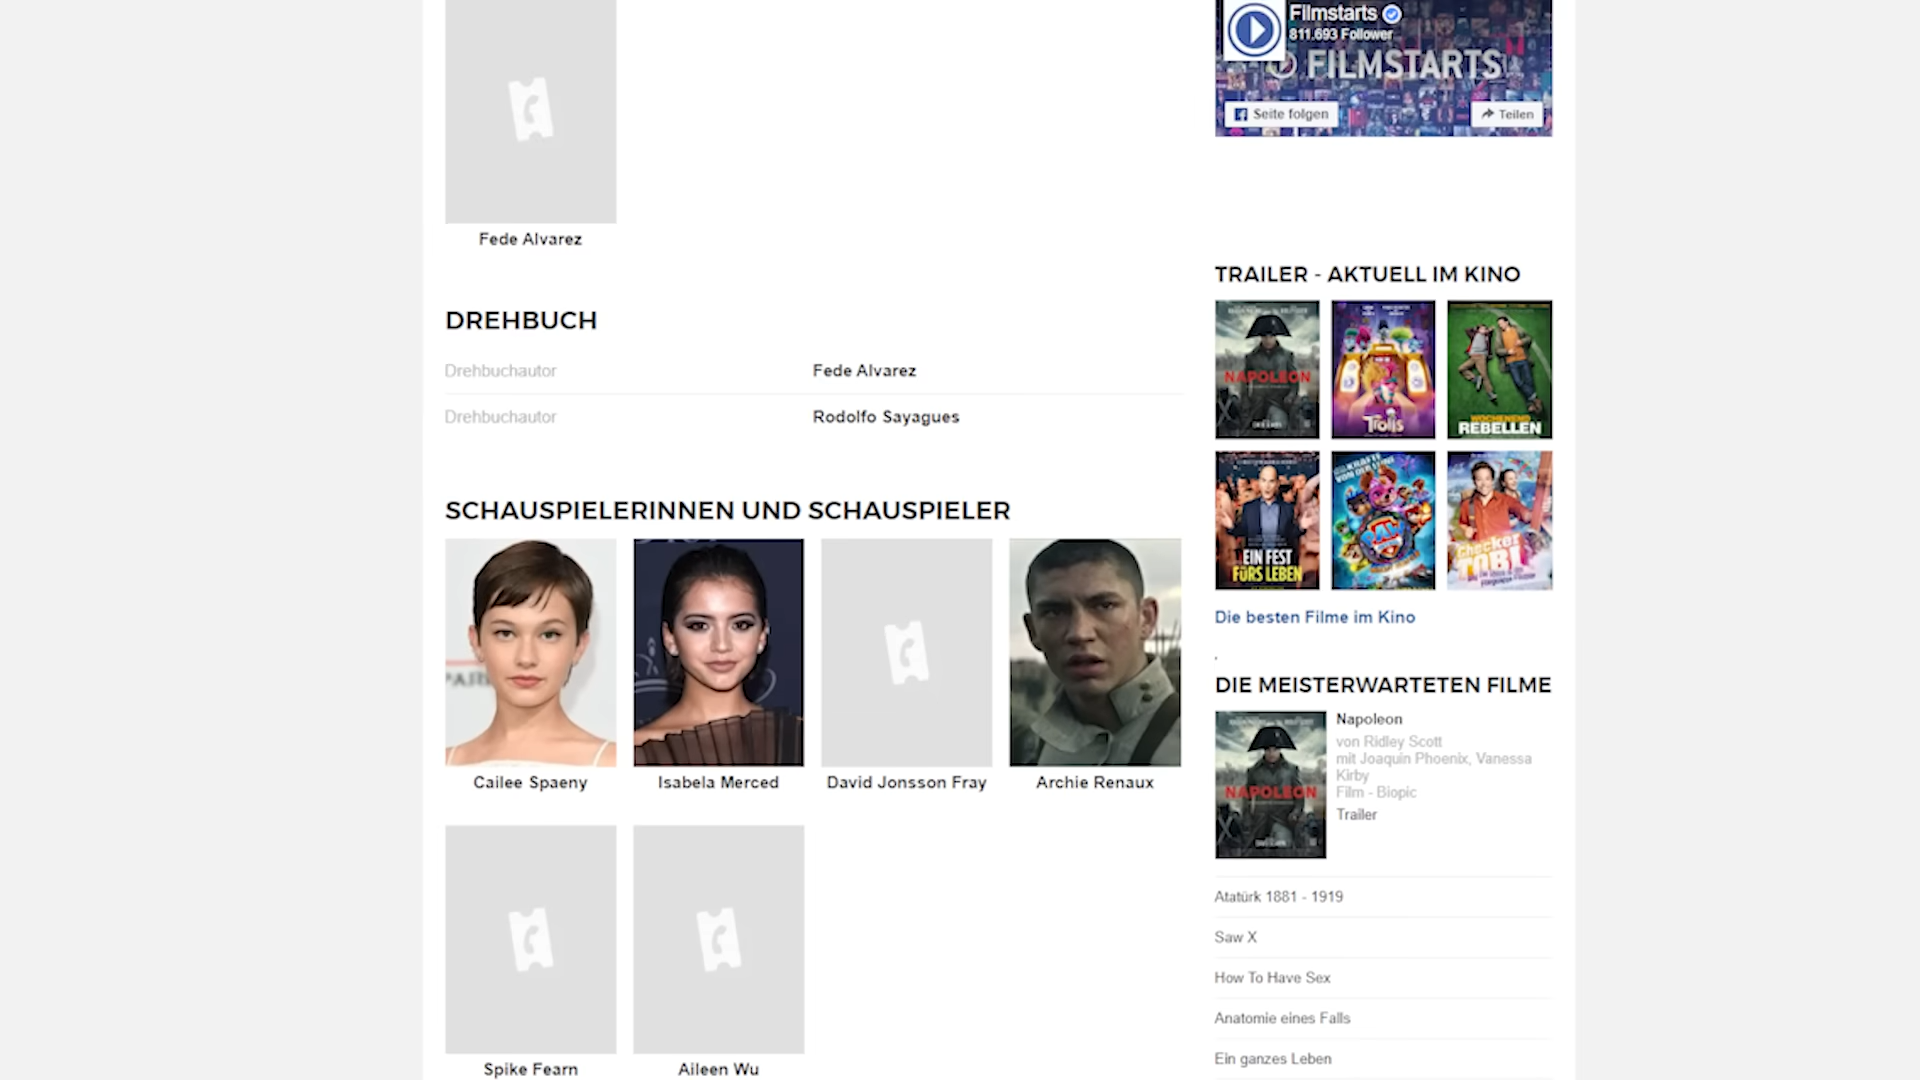 Fede Alvarez
DREHBUCH
Drehbuchautor Fede Alvarez
Drehbuchautor Rodolfo Sayagues
SCHAUSPIELERINNEN UND SCHAUSPIELER
Cailee Spaeny
Isabela Merced
David Jonsson Fray
Archie Renaux
Spike Fearn
Aileen Wu
Filmstarts
811.693 Follower
FILMSTARTS
Seite folgen
Teilen
TRAILER - AKTUELL IM KINO
NAPOLEON
Trolls
WOCHENEND
REBELLEN
EIN FEST
FÜRS LEBEN
PAW
Checker
TOBI
Die besten Filme im Kino
.
DIE MEISTERWARTETEN FILME
NAPOLEON
Napoleon
von Ridley Scott
mit Joaquin Phoenix, Vanessa
Kirby
Film - Biopic
Trailer
Atatürk 1881 - 1919
Saw X
How To Have Sex
Anatomie eines Falls
Ein ganzes Leben